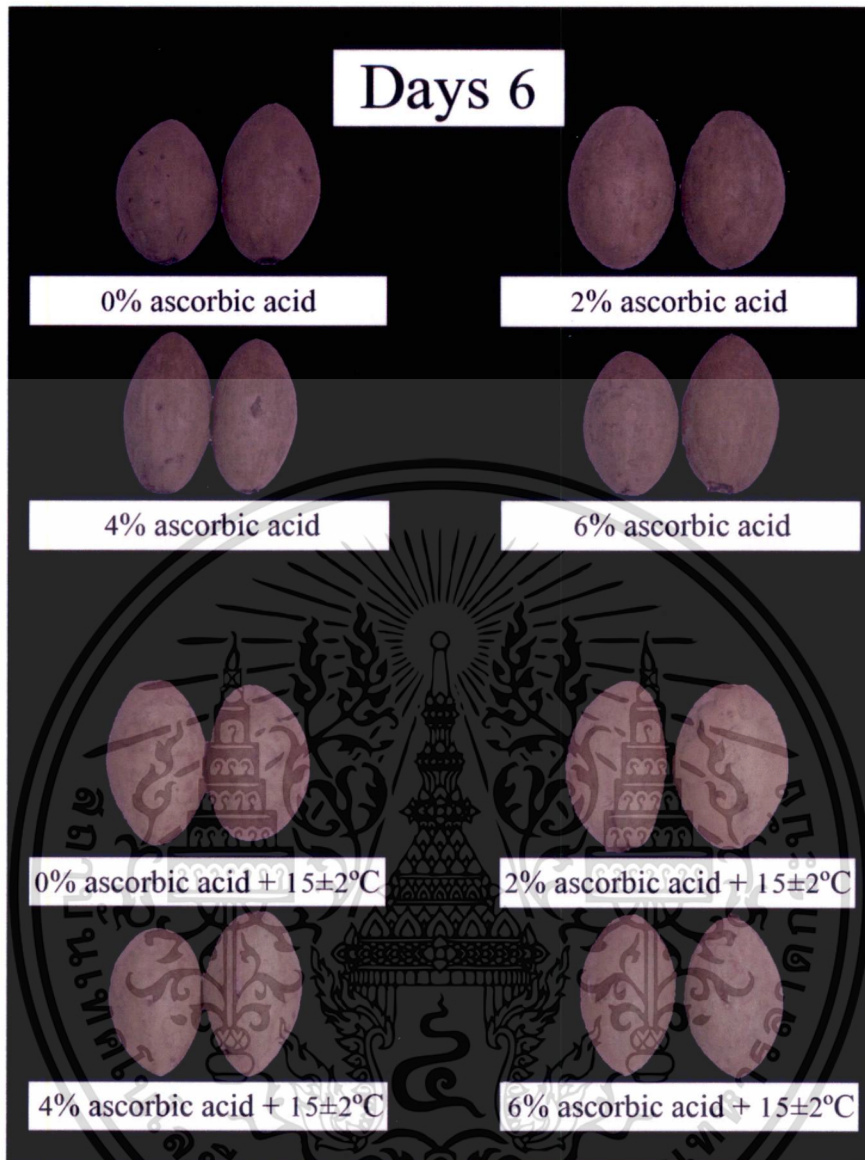 Days 6
0% ascorbic acid
2% ascorbic acid
4% ascorbic acid
6% ascorbic acid
0% ascorbic acid + 15±2ºC
2% ascorbic acid + 15±2ºC
4% ascorbic acid + 15±2ºC
6% ascorbic acid + 15±2ºC